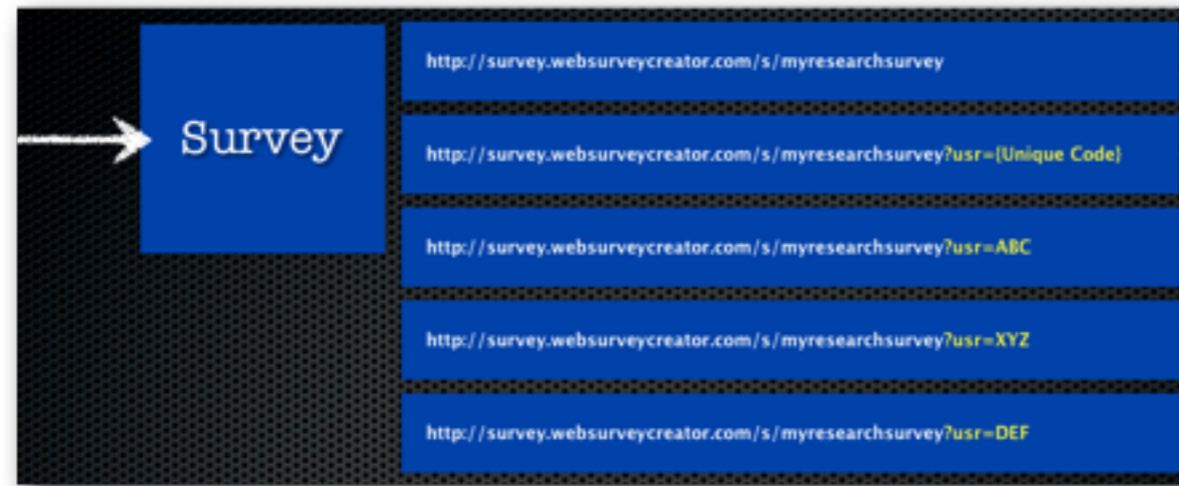 Survey
http://survey.websurveycreator.com/s/myresearchsurvey
http://survey.websurveycreator.com/s/myresearchsurvey?usr={Unique Code}
http://survey.websurveycreator.com/s/myresearchsurvey?usr=ABC
http://survey.websurveycreator.com/s/myresearchsurvey?usr=XYZ
http://survey.websurveycreator.com/s/myresearchsurvey?usr=DEF